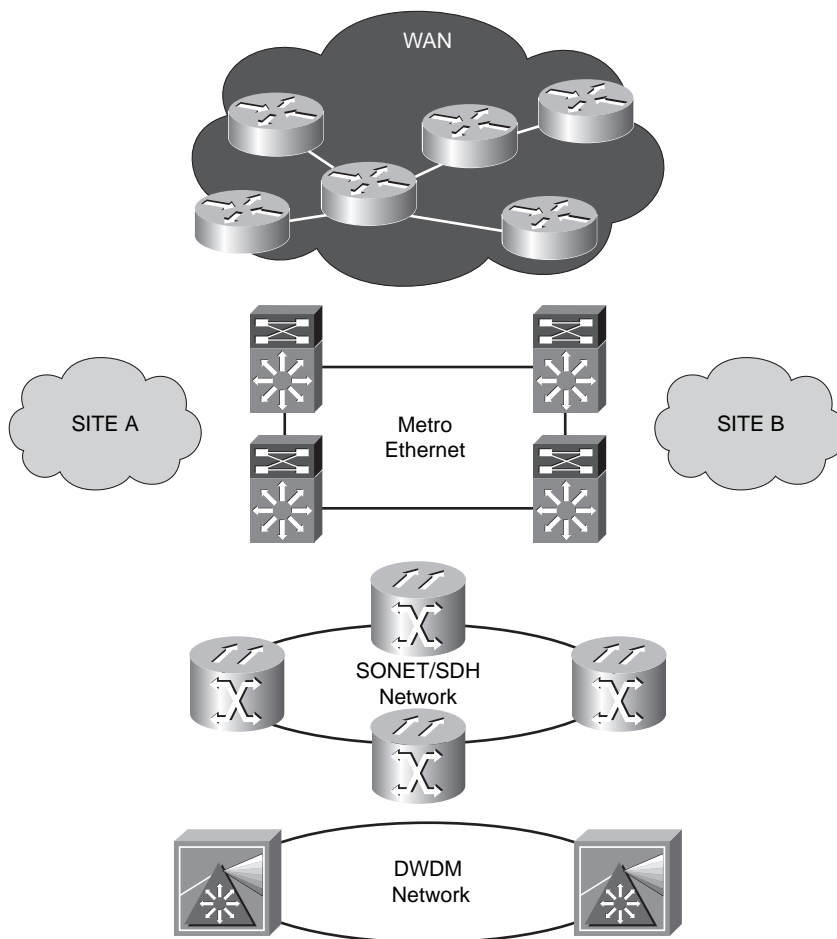 WAN
SITE A
Metro
Ethernet
SITE B
SONET/SDH
Network
DWDM
Network